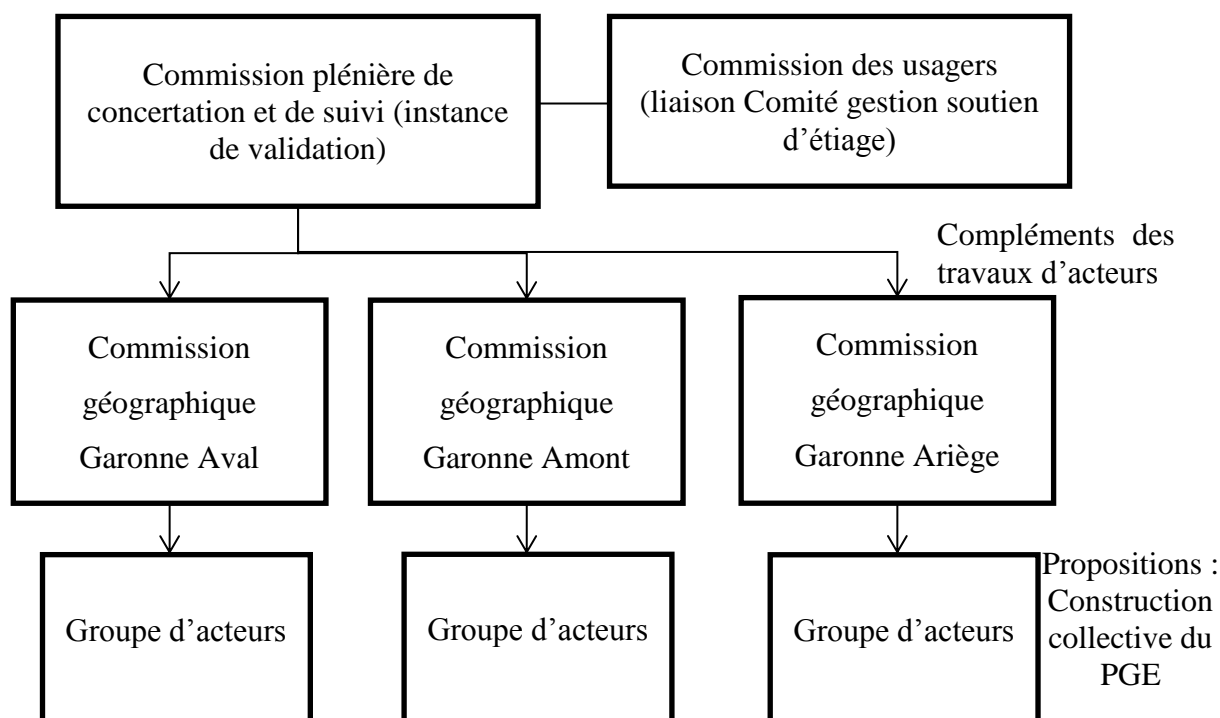 Commission plénière de
concertation et de suivi (instance
de validation)
Commission des usagers
(liaison Comité gestion soutien
d’étiage)
Compléments des
travaux d’acteurs
Commission
géographique
Garonne Aval
Commission
géographique
Garonne Amont
Commission
géographique
Garonne Ariège
Groupe d’acteurs
Groupe d’acteurs
Groupe d’acteurs
Propositions :
Construction
collective du
PGE